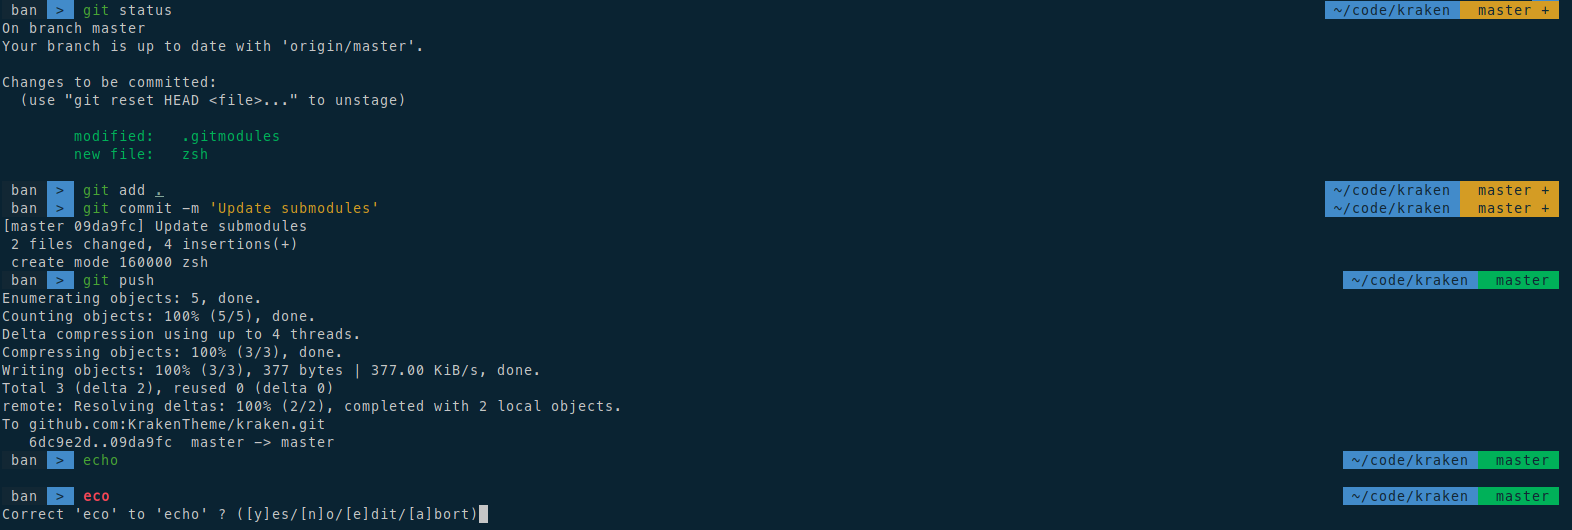 ban > git status ~/code/kraken master +
On branch master
Your branch is up to date with 'origin/master'.
Changes to be committed:
(use "git reset HEAD <file>..." to unstage)
modified: .gitmodules
new file: zsh
ban > git add . ~/code/kraken master +
ban > git commit -m 'Update submodules' ~/code/kraken master +
[master 09da9fc] Update submodules
2 files changed, 4 insertions(+)
create mode 160000 zsh
ban > git push ~/code/kraken master
Enumerating objects: 5, done.
Counting objects: 100% (5/5), done.
Delta compression using up to 4 threads.
Compressing objects: 100% (3/3), done.
Writing objects: 100% (3/3), 377 bytes | 377.00 KiB/s, done.
Total 3 (delta 2), reused 0 (delta 0)
remote: Resolving deltas: 100% (2/2), completed with 2 local objects.
To github.com:KrakenTheme/kraken.git
6dc9e2d..09da9fc master -> master
ban > echo ~/code/kraken master
ban > eco ~/code/kraken master
Correct 'eco' to 'echo' ? ([y]es/[n]o/[e]dit/[a]bort)